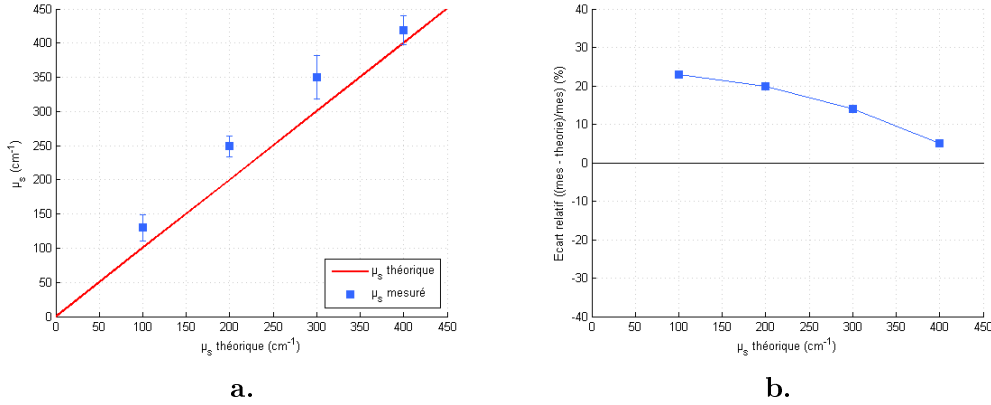 450
400
350
300
250
200
150
100
50
0
μs (cm-1)
0 50 100 150 200 250 300 350 400 450
μs théorique (cm-1)
μs théorique
μs mesuré
a.
40
30
20
10
0
-10
-20
-30
-40
Ecart relatif ((mes - theorie)/mes) (%)
0 50 100 150 200 250 300 350 400 450
μs théorique (cm-1)
b.